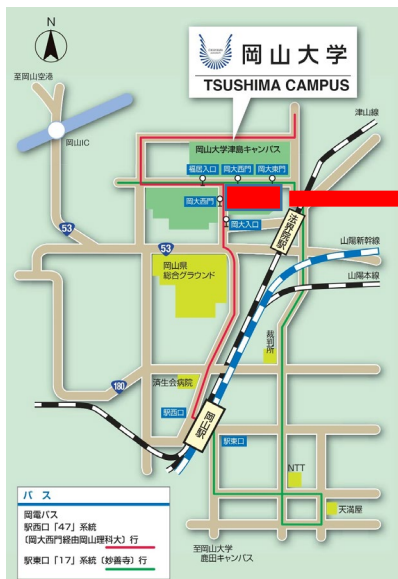 N
岡山大学
TSUSHIMA CAMPUS
至岡山空港
津山線
岡山IC
岡山大学津島キャンパス
福居入口
岡大西門
岡大東門
岡大西門
岡大入口
法界院駅
53
53
山陽新幹線
岡山県
総合グラウンド
山陽本線
裁判所
180
済生会病院
駅西口
岡山駅
駅東口
NTT
天満屋
バス
岡電バス
駅西口「47」系統
〔岡大西門経由岡山理科大〕行
駅東口「17」系統〔妙善寺〕行
至岡山大学
鹿田キャンパス